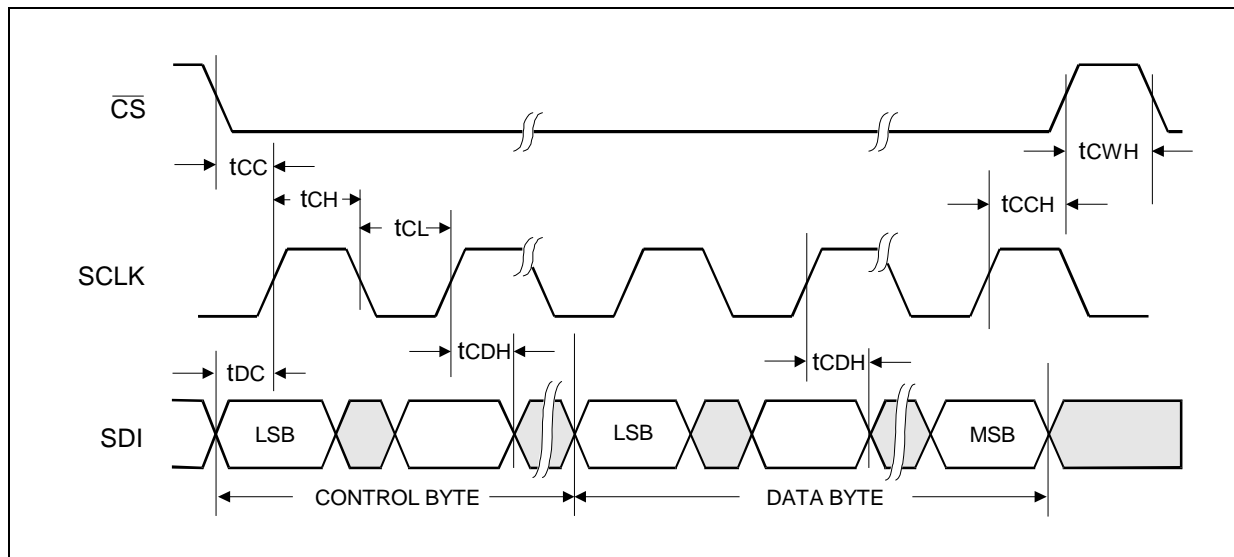 CS
tCC
tCWH
tCH
tCCH
tCL
SCLK
tCDH
tDC
tCDH
SDI
LSB
LSB
MSB
CONTROL BYTE
DATA BYTE